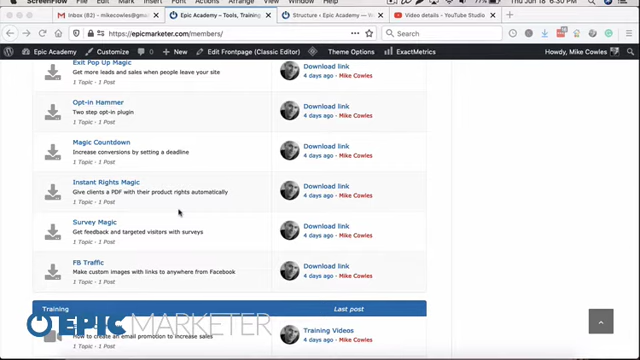 ScreenFlow File Edit Mark Actions Font Arrange View Window Help 77% Thu Jun 18 6:30 PM
Inbox (82) - mikecowles@gmai
Epic Academy – Tools, Training
Structure ‹ Epic Academy — W
Video details - YouTube Studio
https://epicmarketer.com/members/
Search
Epic Academy Customize + New Edit Frontpage (Classic Editor) Theme Options ExactMetrics Howdy, Mike Cowles
Exit Pop Up Magic
Get more leads and sales when people leave your site
1 Topic · 1 Post
Download link
4 days ago · Mike Cowles
Opt-in Hammer
Two step opt-in plugin
1 Topic · 1 Post
Download link
4 days ago · Mike Cowles
Magic Countdown
Increase conversions by setting a deadline
1 Topic · 1 Post
Download link
4 days ago · Mike Cowles
Instant Rights Magic
Give clients a PDF with their product rights automatically
1 Topic · 1 Post
Download link
4 days ago · Mike Cowles
Survey Magic
Get feedback and targeted visitors with surveys
1 Topic · 1 Post
Download link
4 days ago · Mike Cowles
FB Traffic
Make custom images with links to anywhere from Facebook
1 Topic · 1 Post
Download link
4 days ago · Mike Cowles
Training Last post
EPIC MARKETER
How to create an email promotion to increase sales
1 Topic · 1 Post
Training Videos
4 days ago · Mike Cowles